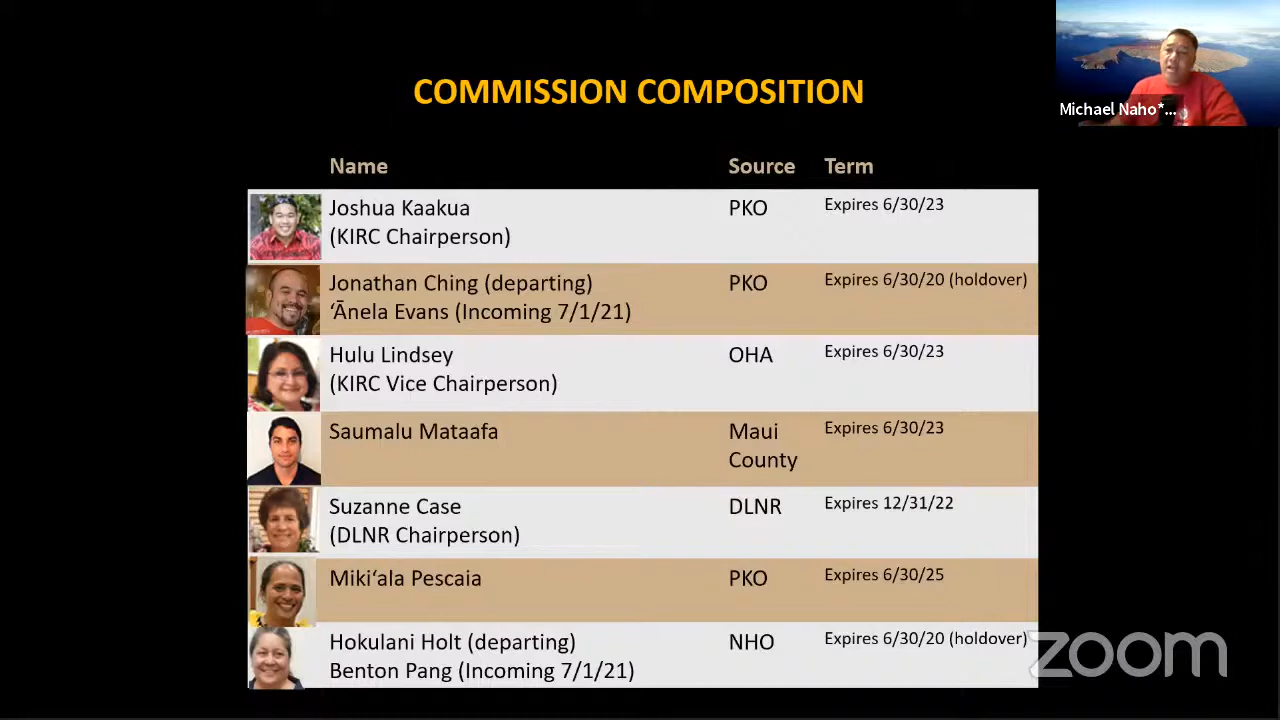 COMMISSION COMPOSITION
Michael Naho*...
Name Source Term
Joshua Kaakua PKO Expires 6/30/23
(KIRC Chairperson)
Jonathan Ching (departing) PKO Expires 6/30/20 (holdover)
ʻĀnela Evans (Incoming 7/1/21)
Hulu Lindsey OHA Expires 6/30/23
(KIRC Vice Chairperson)
Saumalu Mataafa Maui Expires 6/30/23
County
Suzanne Case DLNR Expires 12/31/22
(DLNR Chairperson)
Mikiʻala Pescaia PKO Expires 6/30/25
Hokulani Holt (departing) NHO Expires 6/30/20 (holdover)
Benton Pang (Incoming 7/1/21)
zoom